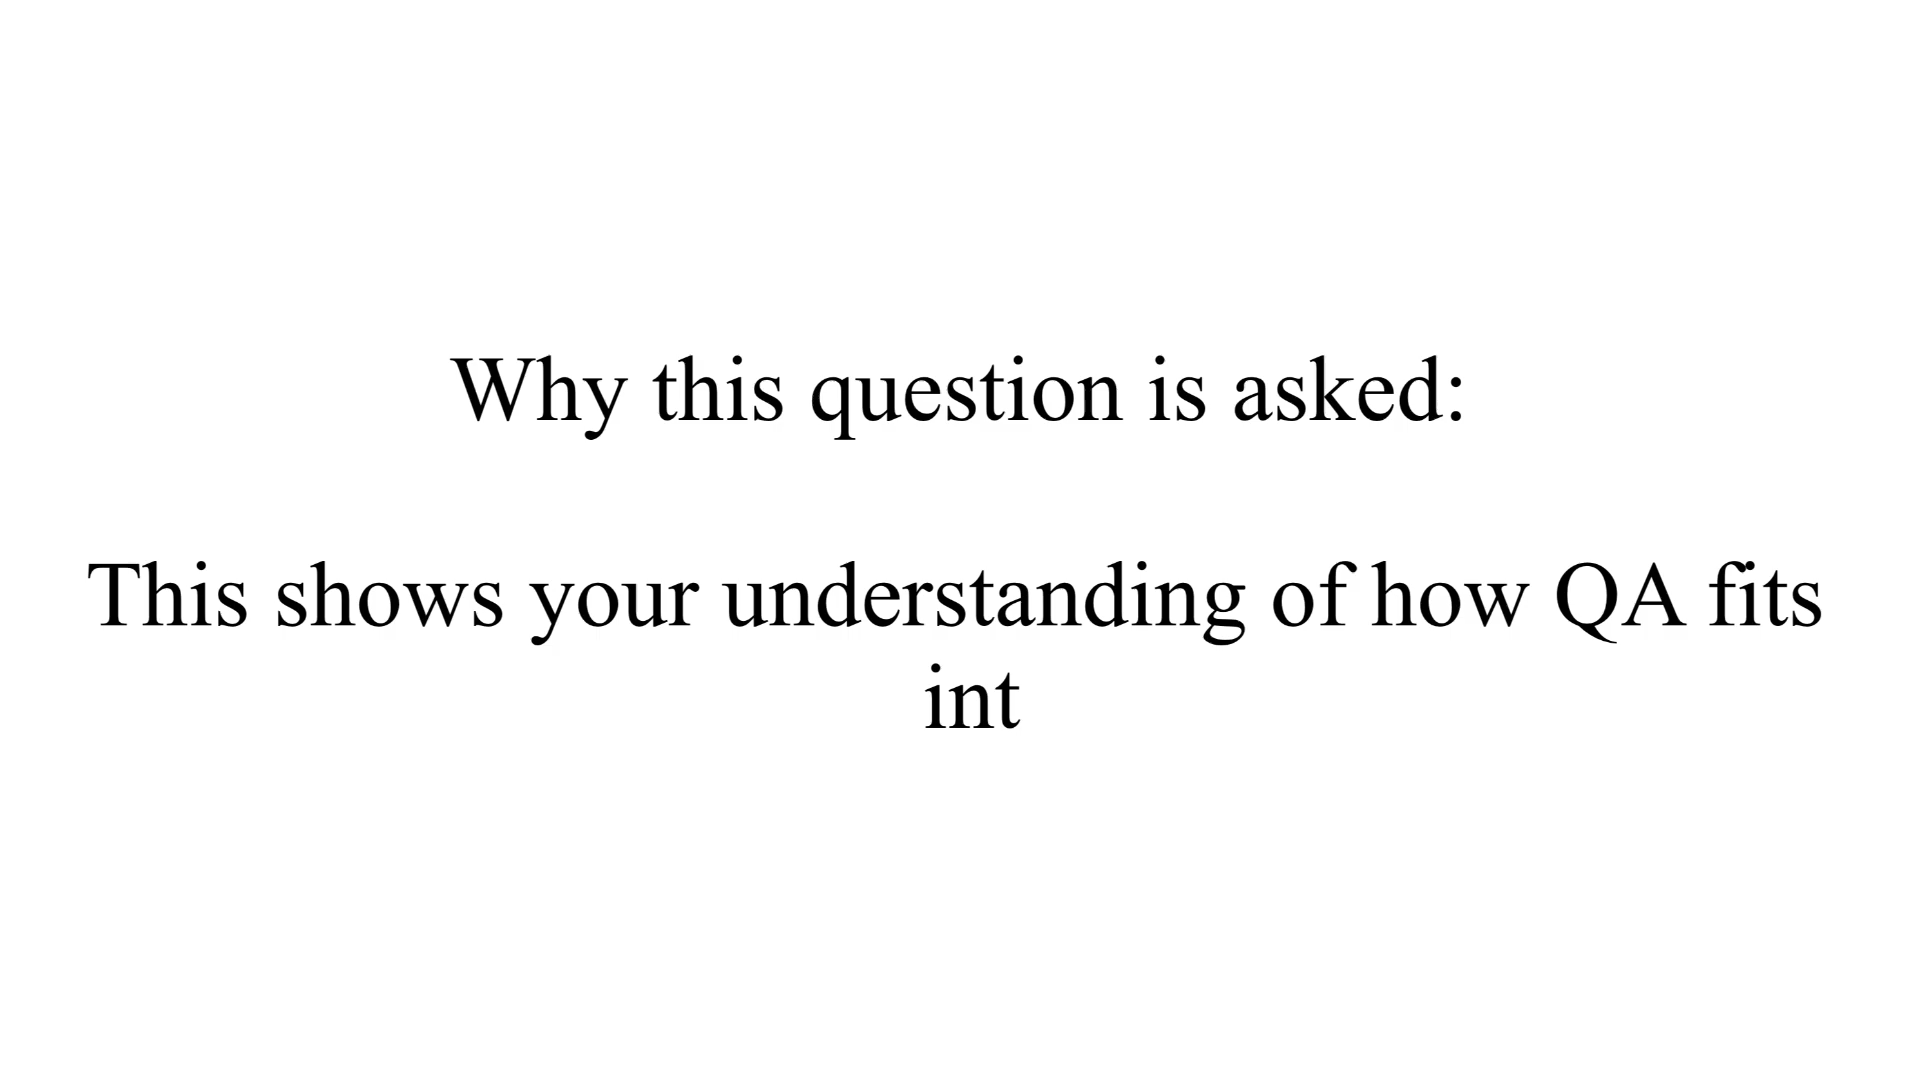 Why this question is asked:
This shows your understanding of how QA fits
int